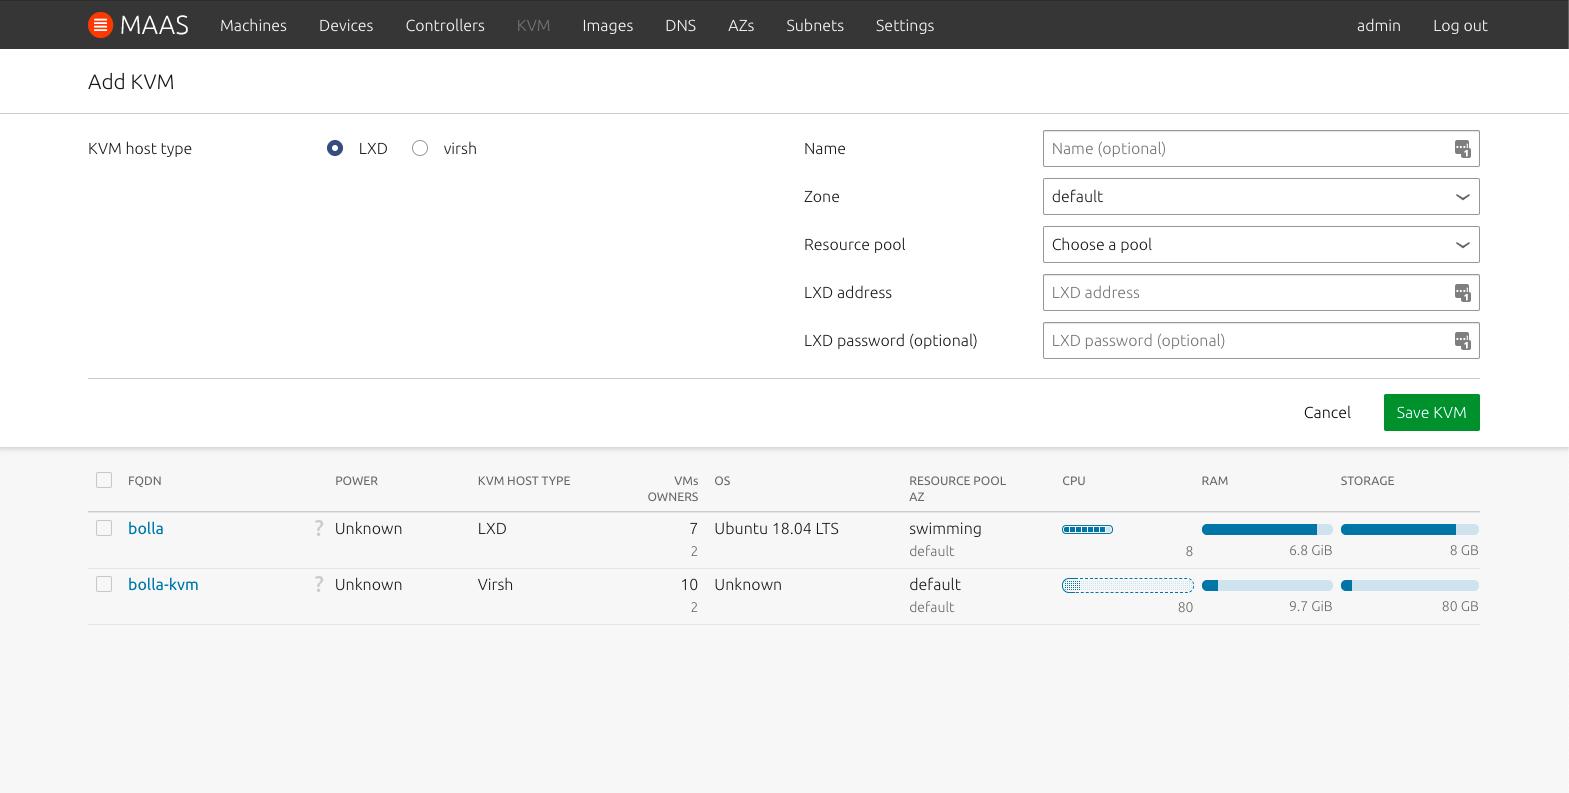 MAAS Machines Devices Controllers KVM Images DNS AZs Subnets Settings admin Log out
Add KVM
KVM host type LXD virsh
Name Name (optional)
Zone default
Resource pool Choose a pool
LXD address LXD address
LXD password (optional) LXD password (optional)
Cancel Save KVM
FQDN POWER KVM HOST TYPE VMs OS RESOURCE POOL CPU RAM STORAGE
OWNERS AZ
bolla ? Unknown LXD 7 Ubuntu 18.04 LTS swimming
2 default 8 6.8 GiB 8 GB
bolla-kvm ? Unknown Virsh 10 Unknown default
2 default 80 9.7 GiB 80 GB